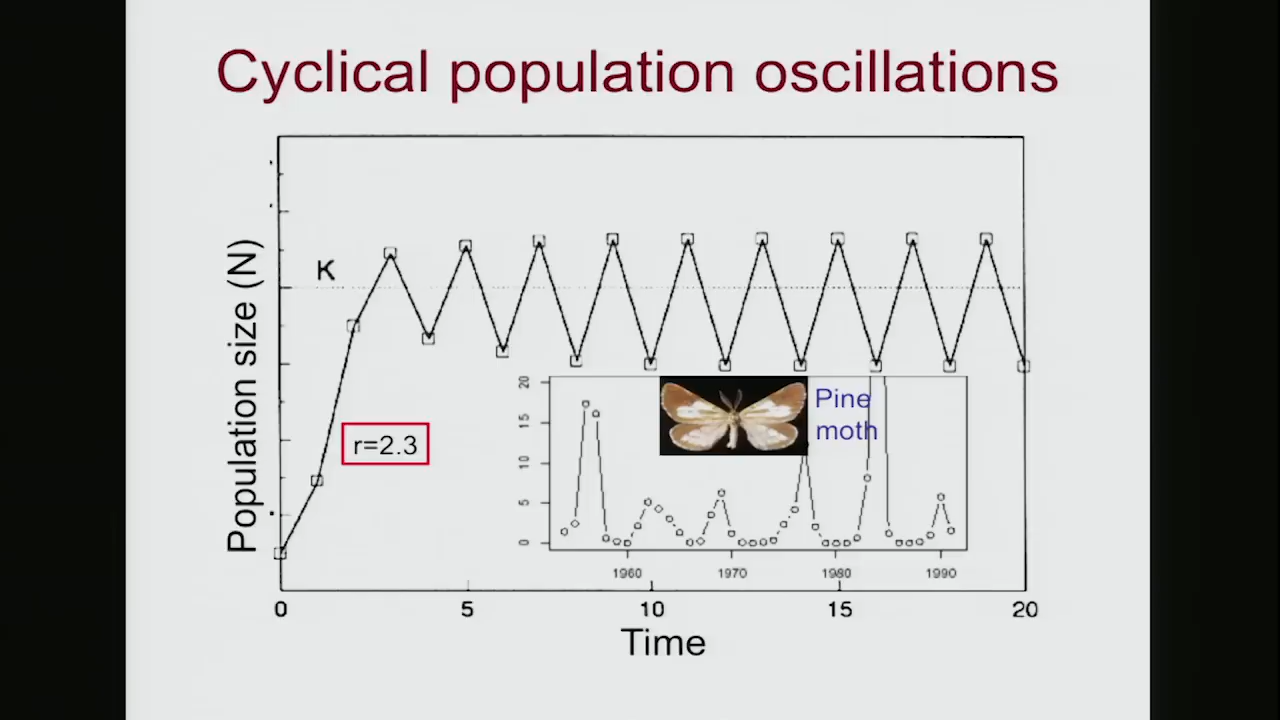 Cyclical population oscillations
Population size (N)
K
r=2.3
Pine
moth
20
15
10
5
0
1960
1970
1980
1990
0
5
10
15
20
Time